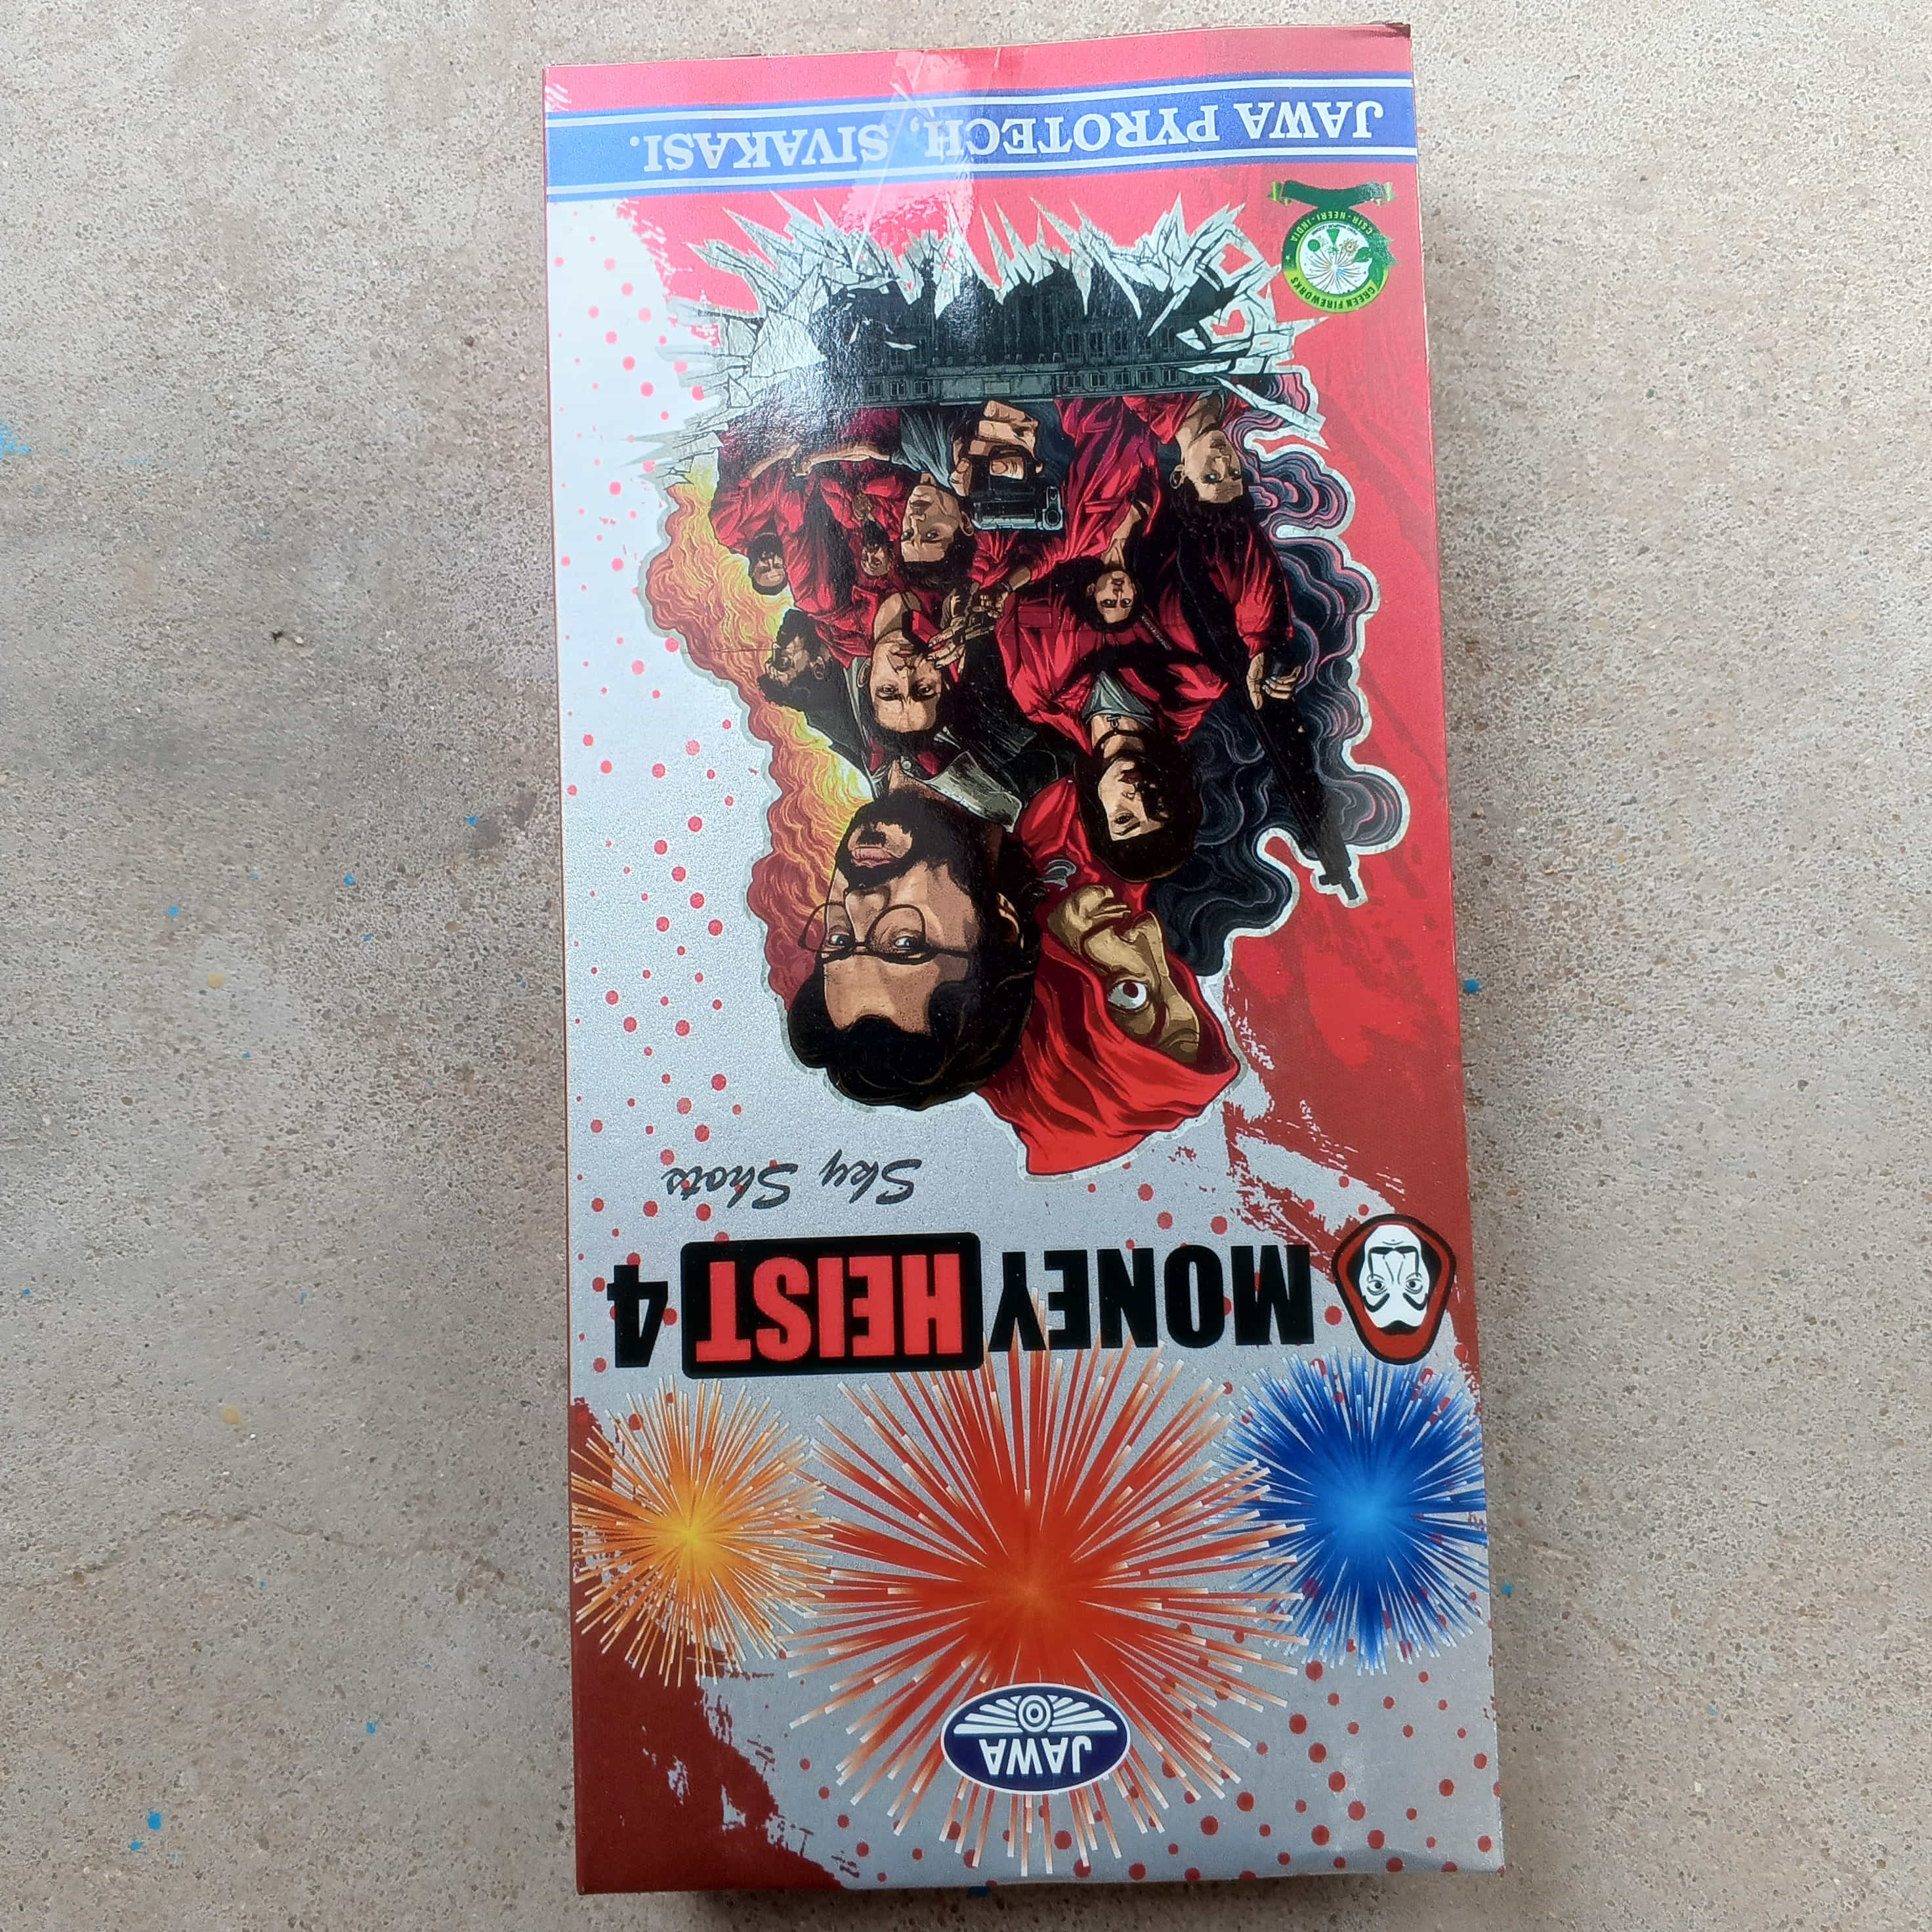 JAWA
MONEY HEIST 4
Sky Shots
GREEN FIREWORKS
CSIR - NEERI - INDIA
JAWA PYROTECH, SIVAKASI.